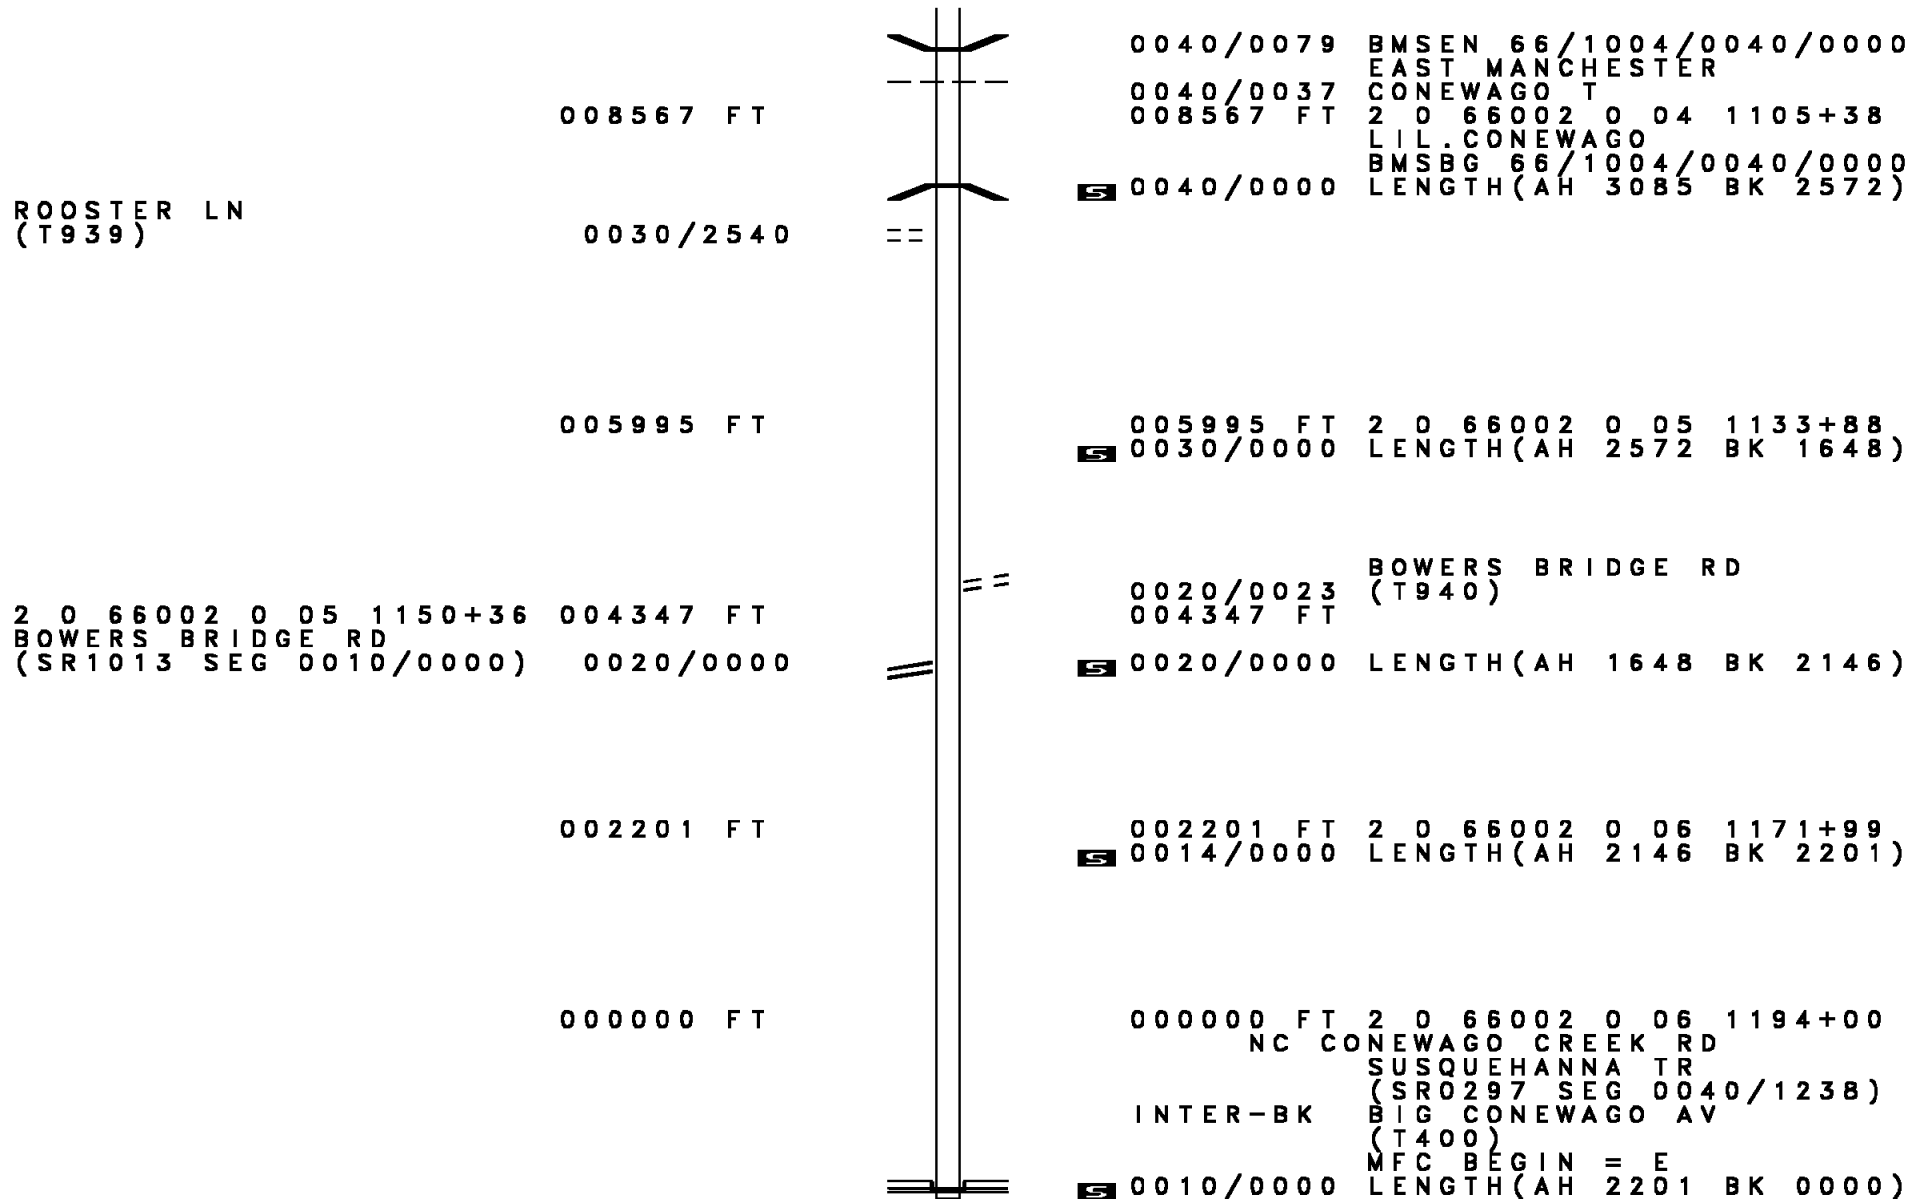 0040/0079 BMSEN 66/1004/0040/0000
EAST MANCHESTER
0040/0037 CONEWAGO T
008567 FT 008567 FT 2 0 66002 0 04 1105+38
LIL.CONEWAGO
BMSBG 66/1004/0040/0000
S 0040/0000 LENGTH(AH 3085 BK 2572)
ROOSTER LN
(T939) 0030/2540
005995 FT 005995 FT 2 0 66002 0 05 1133+88
S 0030/0000 LENGTH(AH 2572 BK 1648)
BOWERS BRIDGE RD
0020/0023 (T940)
2 0 66002 0 05 1150+36 004347 FT 004347 FT
BOWERS BRIDGE RD
(SR1013 SEG 0010/0000) 0020/0000 S 0020/0000 LENGTH(AH 1648 BK 2146)
002201 FT 002201 FT 2 0 66002 0 06 1171+99
S 0014/0000 LENGTH(AH 2146 BK 2201)
000000 FT 000000 FT 2 0 66002 0 06 1194+00
NC CONEWAGO CREEK RD
SUSQUEHANNA TR
(SR0297 SEG 0040/1238)
INTER-BK BIG CONEWAGO AV
(T400)
MFC BEGIN = E
S 0010/0000 LENGTH(AH 2201 BK 0000)